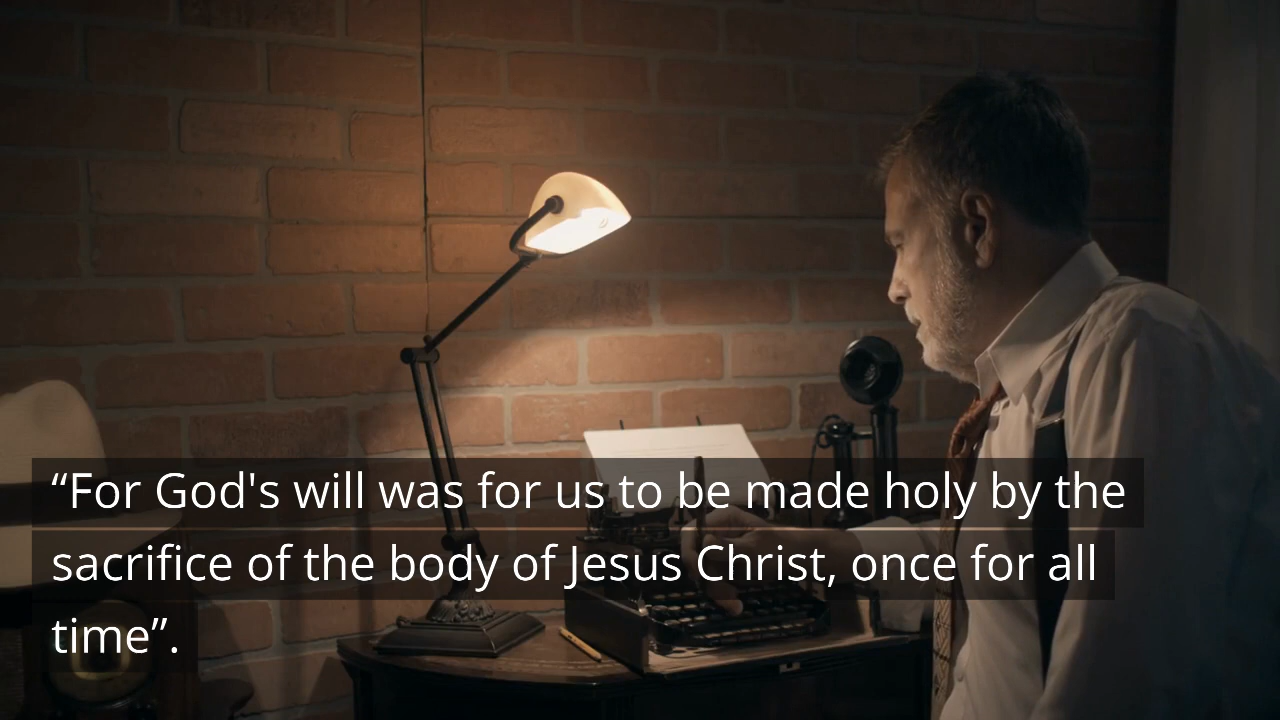 “For God's will was for us to be made holy by the
sacrifice of the body of Jesus Christ, once for all
time”.